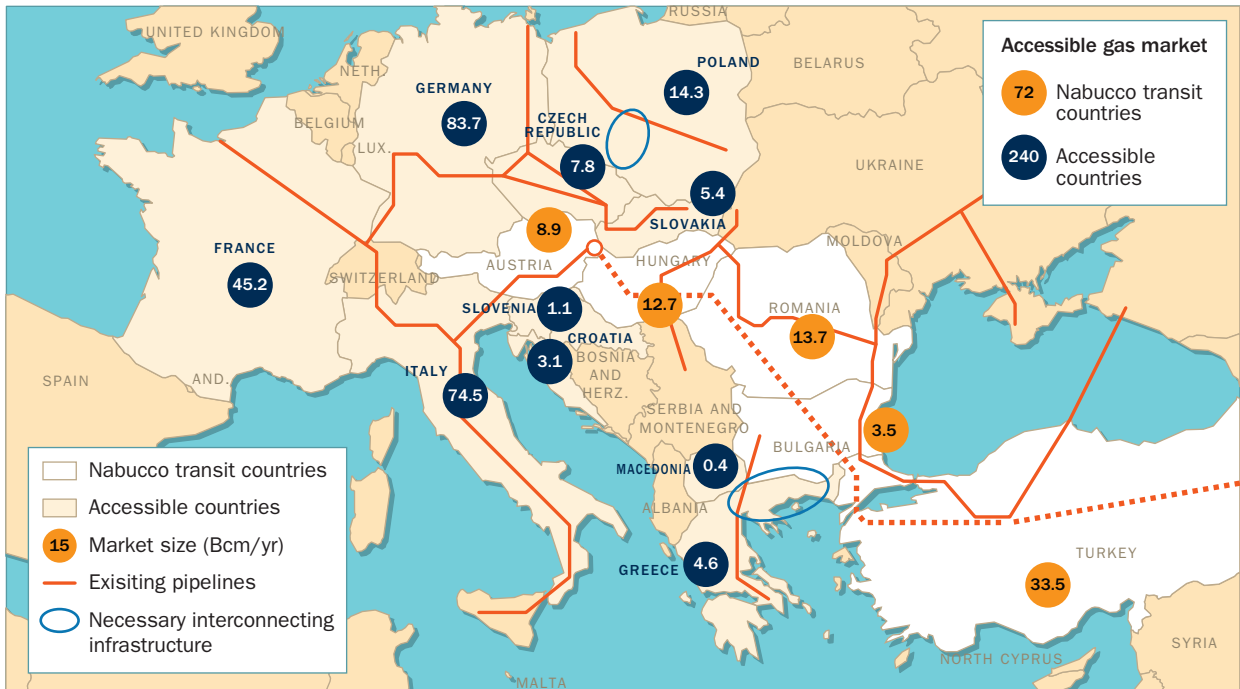 RUSSIA
UNITED KINGDOM
NETH.
BELARUS
POLAND
14.3
GERMANY
83.7
BELGIUM
CZECH
REPUBLIC
7.8
LUX.
UKRAINE
5.4
SLOVAKIA
8.9
MOLDOVA
FRANCE
45.2
SWITZERLAND
AUSTRIA
HUNGARY
12.7
SLOVENIA
1.1
ROMANIA
13.7
CROATIA
3.1
BOSNIA
AND
HERZ.
ITALY
74.5
SPAIN
AND.
SERBIA AND
MONTENEGRO
3.5
BULGARIA
MACEDONIA
0.4
ALBANIA
GREECE
4.6
TURKEY
33.5
SYRIA
NORTH CYPRUS
MALTA
Accessible gas market
72
Nabucco transit
countries
240
Accessible
countries
Nabucco transit countries
Accessible countries
15
Market size (Bcm/yr)
Exisiting pipelines
Necessary interconnecting
infrastructure